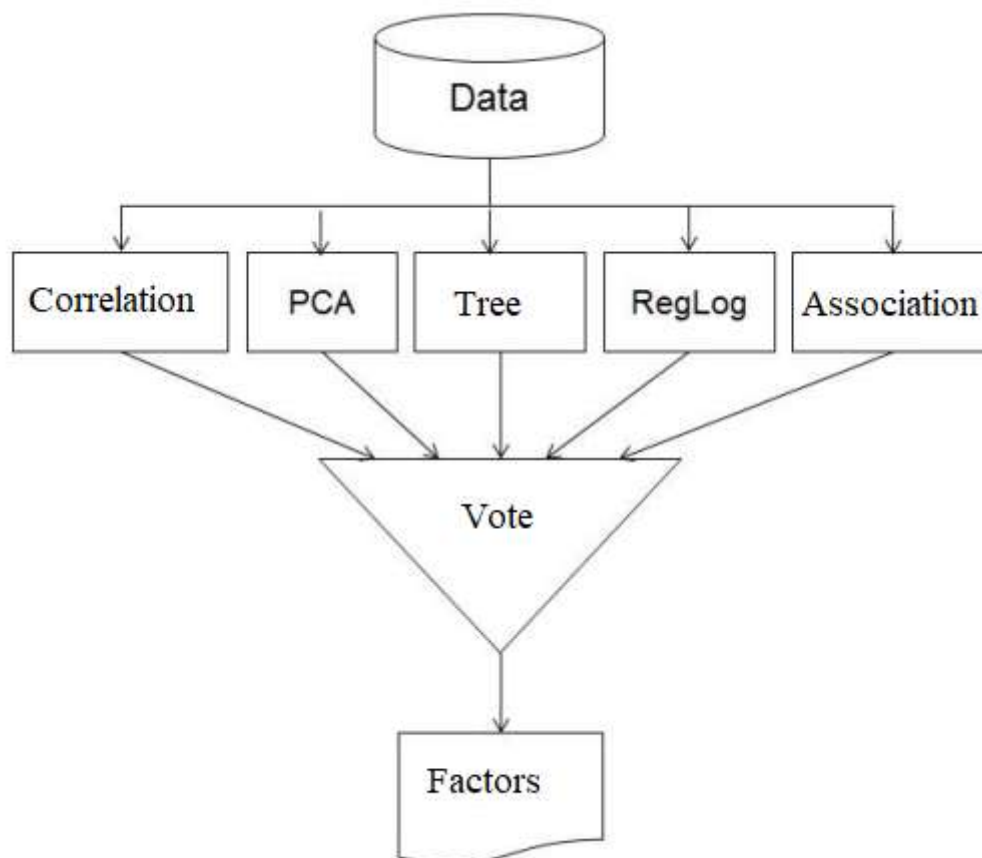 Data
Correlation
PCA
Tree
RegLog
Association
Vote
Factors